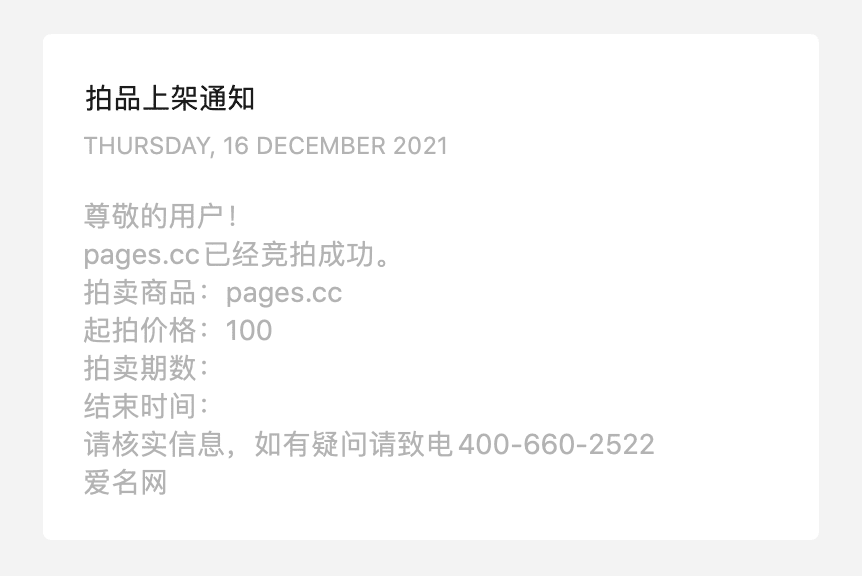 拍品上架通知
THURSDAY, 16 DECEMBER 2021
尊敬的用户！
pages.cc已经竞拍成功。
拍卖商品：pages.cc
起拍价格：100
拍卖期数：
结束时间：
请核实信息，如有疑问请致电400-660-2522
爱名网